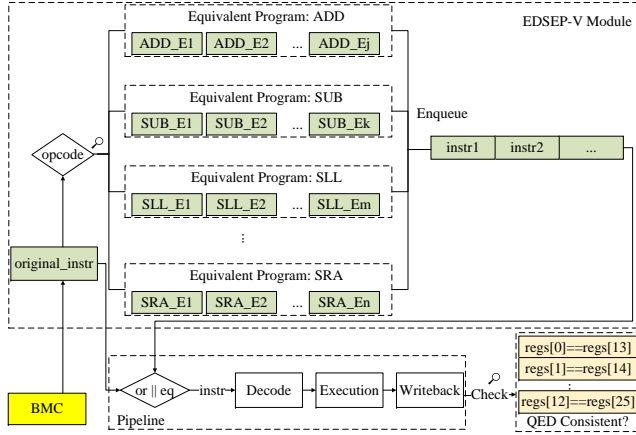 Equivalent Program: ADD
EDSEP-V Module
ADD_E1 ADD_E2 ... ADD_Ej
Equivalent Program: SUB
Enqueue
SUB_E1 SUB_E2 ... SUB_Ek
opcode
instr1 instr2 ...
Equivalent Program: SLL
SLL_E1 SLL_E2 ... SLL_Em
...
original_instr
Equivalent Program: SRA
SRA_E1 SRA_E2 ... SRA_En
regs[0]==regs[13]
regs[1]==regs[14]
...
regs[12]==regs[25]
QED Consistent?
or || eq
instr
Decode
Execution
Writeback
Check
BMC
Pipeline